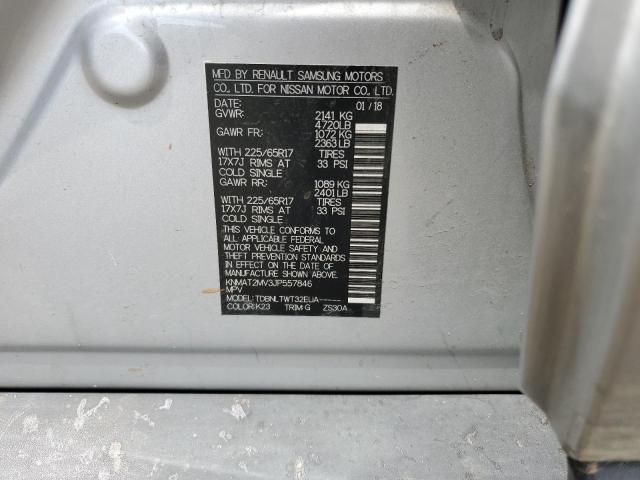 MFD BY RENAULT SAMSUNG MOTORS
CO., LTD. FOR NISSAN MOTOR CO., LTD.
DATE: 01 / 18
GVWR: 2141 KG
4720LB
GAWR FR: 1072 KG
2363LB
WITH 225/65R17 TIRES
17X7J RIMS AT 33 PSI
COLD SINGLE
GAWR RR: 1089 KG
2401LB
WITH 225/65R17 TIRES
17X7J RIMS AT 33 PSI
COLD SINGLE
THIS VEHICLE CONFORMS TO
ALL APPLICABLE FEDERAL
MOTOR VEHICLE SAFETY AND
THEFT PREVENTION STANDARDS
IN EFFECT ON THE DATE OF
MANUFACTURE SHOWN ABOVE.
KNMAT2MV3JP557846
MPV
MODEL: TDBNLTWT32EUA-----
COLOR:K23 TRIM:G ZS30A